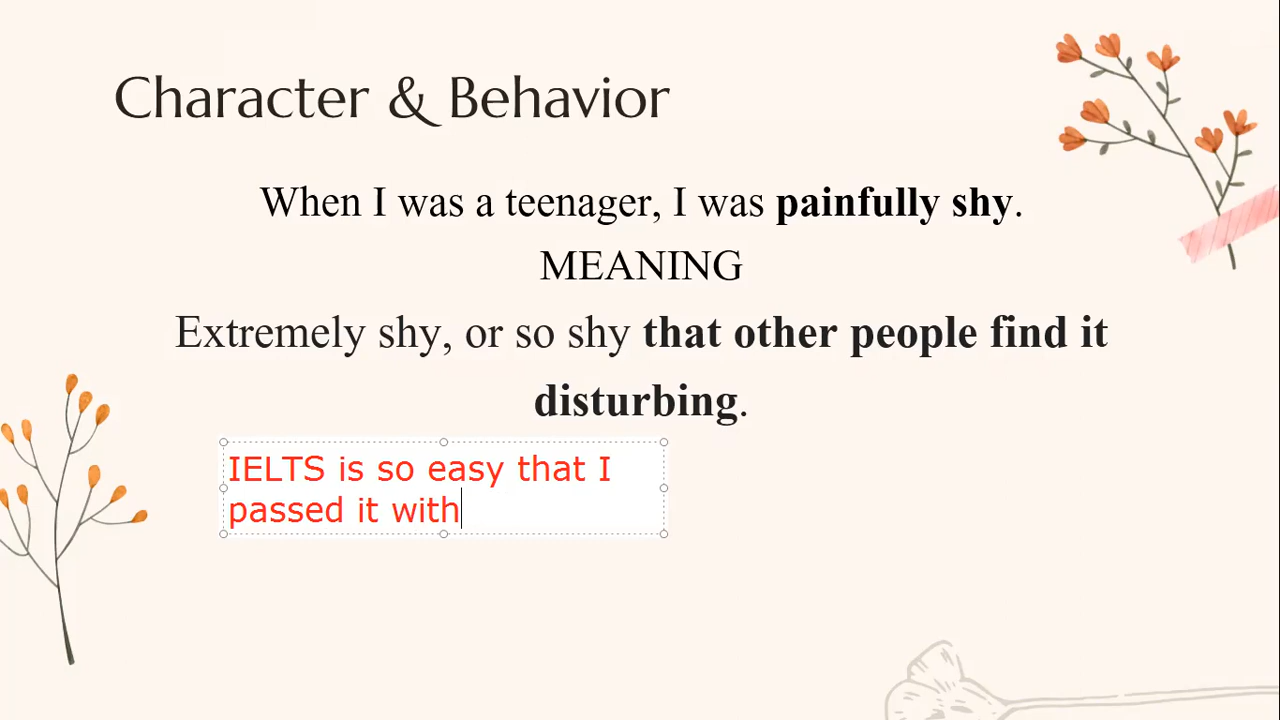 Character & Behavior
When I was a teenager, I was painfully shy.
MEANING
Extremely shy, or so shy that other people find it
disturbing.
IELTS is so easy that I
passed it with